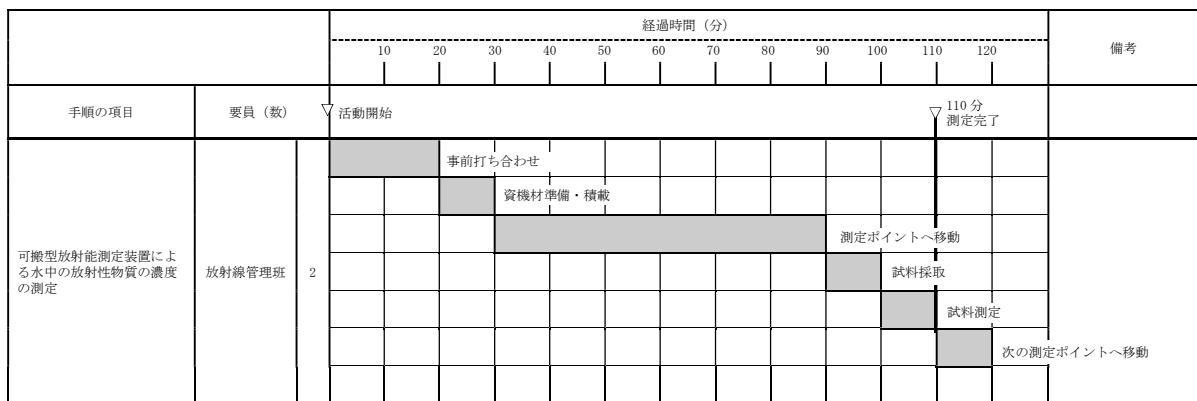 経過時間（分）
10 20 30 40 50 60 70 80 90 100 110 120
備考
手順の項目
要員（数）
活動開始
110 分
測定完了
事前打ち合わせ
資機材準備・積載
測定ポイントへ移動
可搬型放射能測定装置によ
る水中の放射性物質の濃度
の測定
放射線管理班
2
試料採取
試料測定
次の測定ポイントへ移動